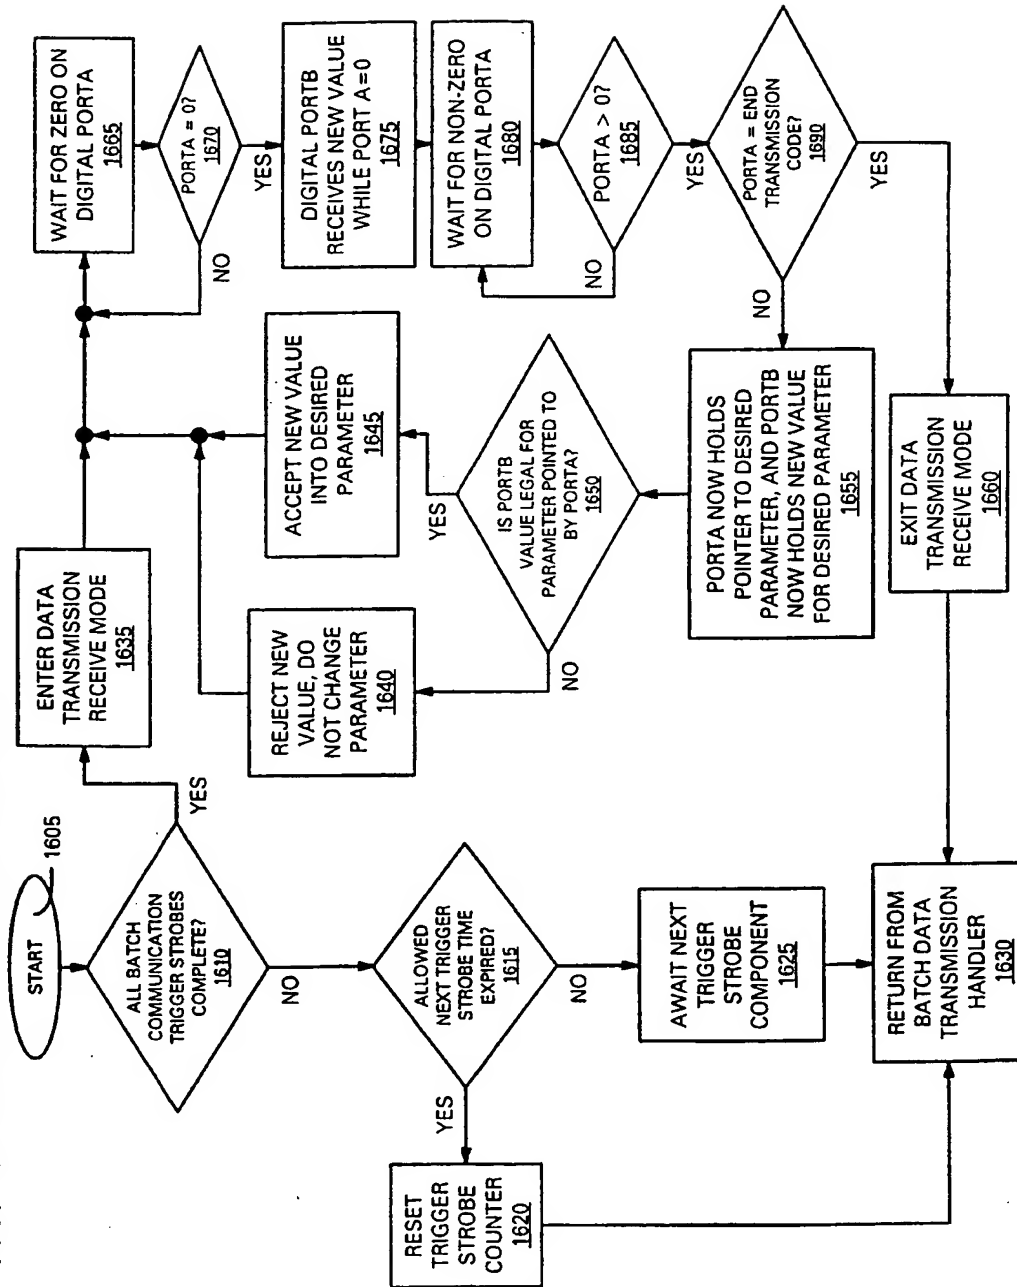 START
1605
ALL BATCH
COMMUNICATION
TRIGGER STROBES
COMPLETE?
1610
YES
NO
ENTER DATA
TRANSMISSION
RECEIVE MODE
1635
WAIT FOR ZERO ON
DIGITAL PORTA
1665
PORTA = 0?
1670
NO
YES
DIGITAL PORTB
RECEIVES NEW VALUE
WHILE PORT A=0
1675
WAIT FOR NON-ZERO
ON DIGITAL PORTA
1680
PORTA > 0?
1685
NO
YES
PORTA = END
TRANSMISSION
CODE?
1690
NO
YES
PORTA NOW HOLDS
POINTER TO DESIRED
PARAMETER, AND PORTB
NOW HOLDS NEW VALUE
FOR DESIRED PARAMETER
1655
IS PORTB
VALUE LEGAL FOR
PARAMETER POINTED TO
BY PORTA?
1650
YES
NO
ACCEPT NEW VALUE
INTO DESIRED
PARAMETER
1645
REJECT NEW
VALUE, DO
NOT CHANGE
PARAMETER
1640
ALLOWED
NEXT TRIGGER
STROBE TIME
EXPIRED?
1615
YES
NO
RESET
TRIGGER
STROBE
COUNTER
1620
AWAIT NEXT
TRIGGER
STROBE
COMPONENT
1625
EXIT DATA
TRANSMISSION
RECEIVE MODE
1660
RETURN FROM
BATCH DATA
TRANSMISSION
HANDLER
1630